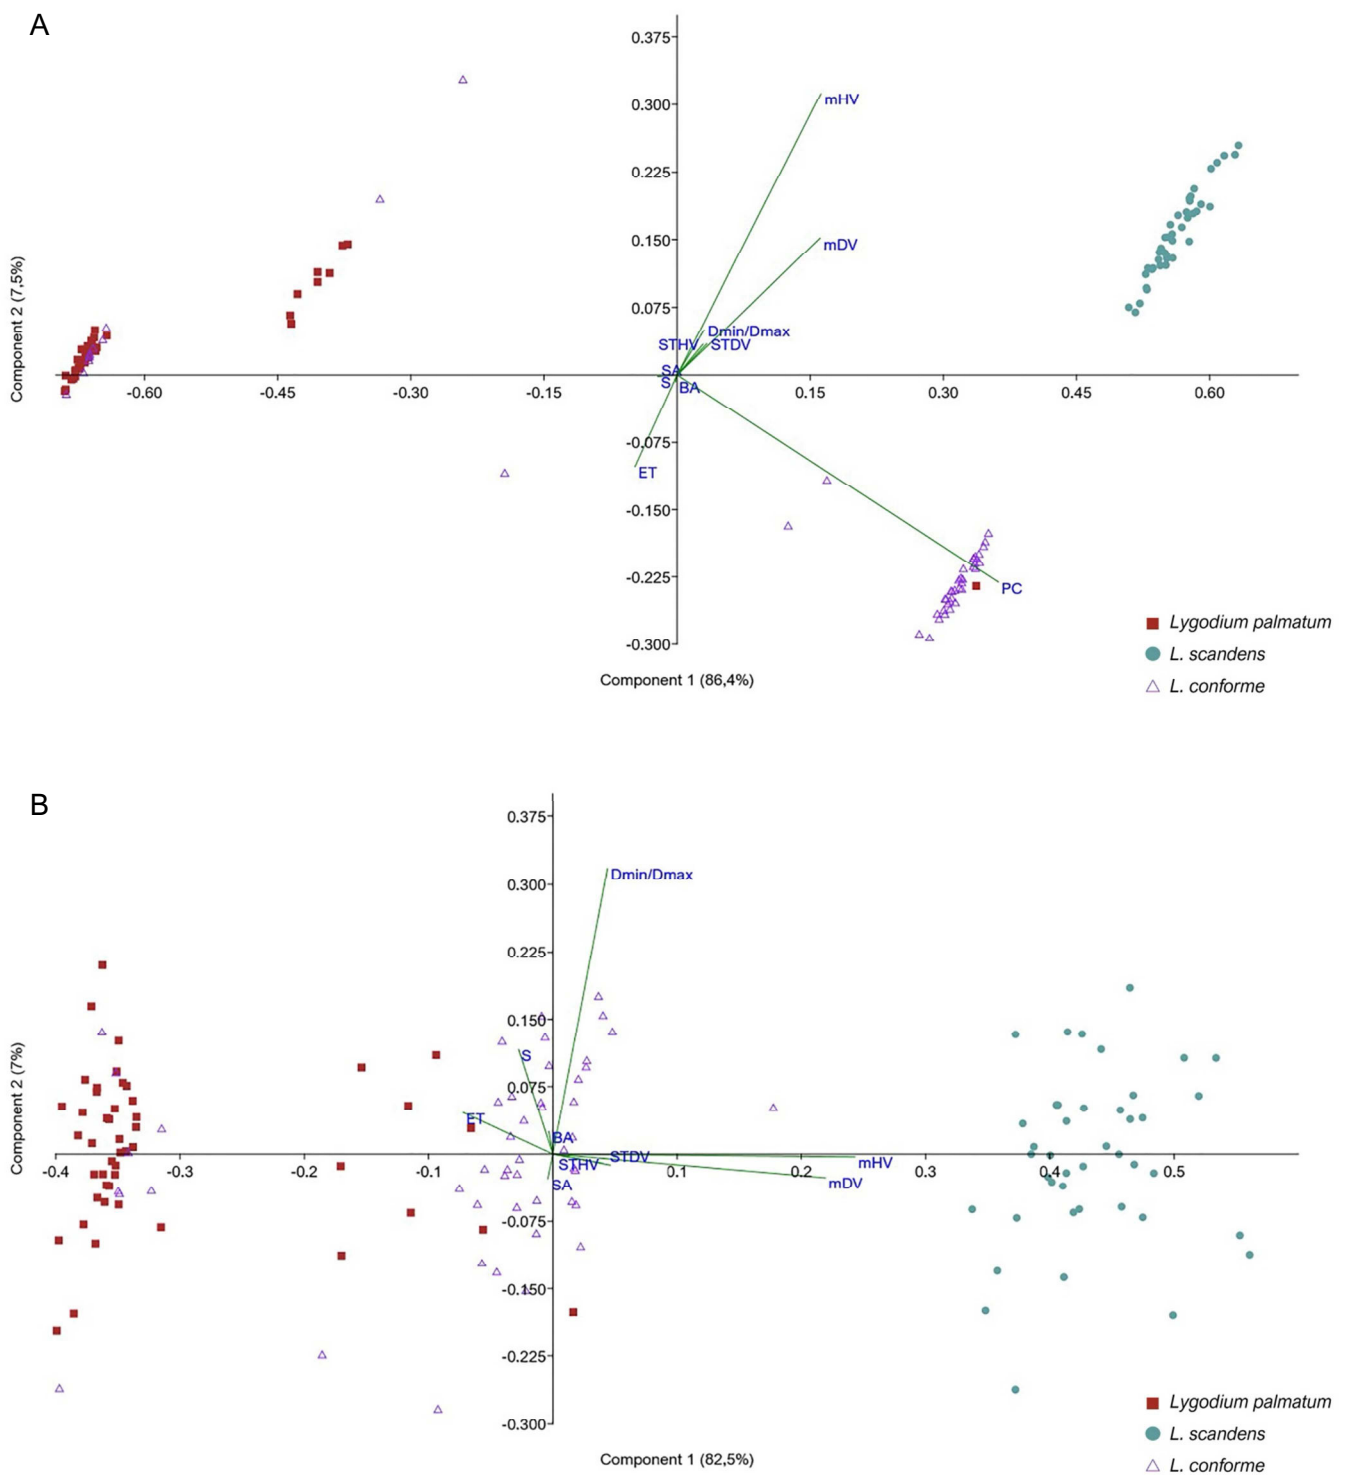 A
0.375
0.300
mHV
0.225
0.150
mDV
0.075
Dmin/Dmax
STHV
STDV
SA
S
BA
-0.60
-0.45
-0.30
-0.15
0.15
0.30
0.45
0.60
-0.075
ET
-0.150
-0.225
PC
-0.300
Component 2 (7,5%)
Component 1 (86,4%)
Lygodium palmatum
L. scandens
L. conforme
B
0.375
0.300
Dmin/Dmax
0.225
0.150
S
0.075
ET
BA
STDV
STHV
mHV
-0.4
-0.3
-0.2
-0.1
0.1
0.2
0.3
0.4
0.5
SA
mDV
-0.075
-0.150
-0.225
-0.300
Component 2 (7%)
Component 1 (82,5%)
Lygodium palmatum
L. scandens
L. conforme